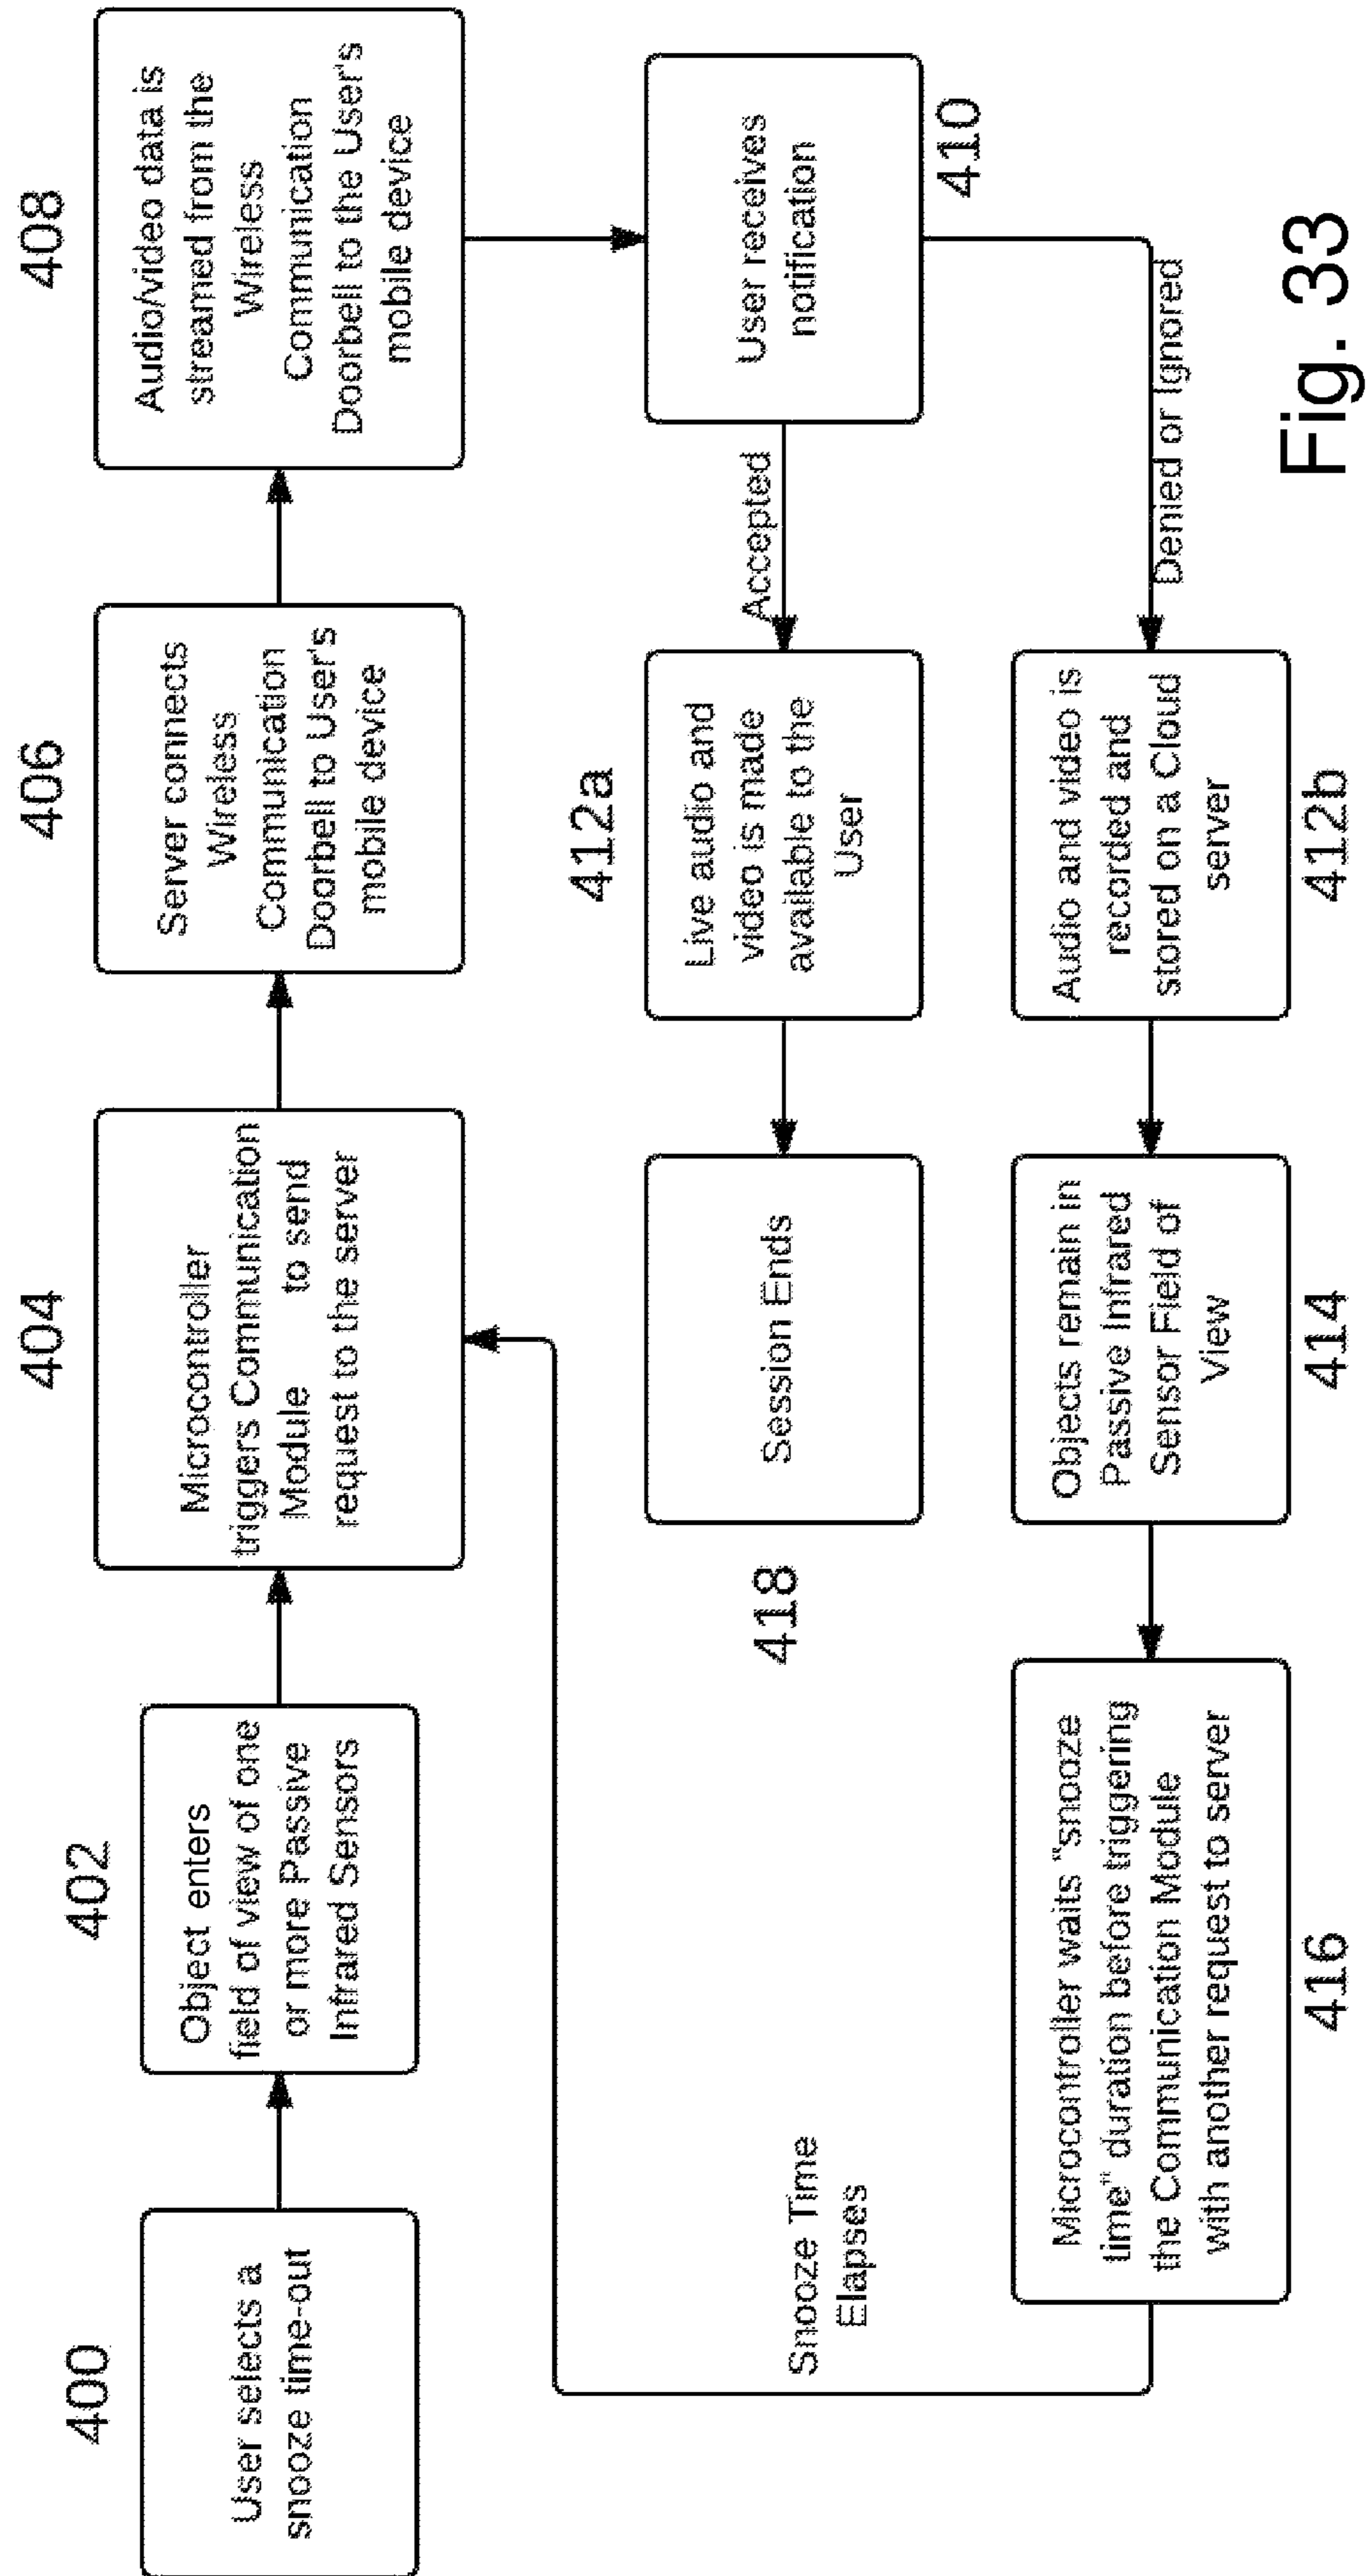 400
User selects a
snooze time-out
402
Object enters
field of view of one
or more Passive
Infrared Sensors
404
Microcontroller
triggers Communication
Module to send
request to the server
406
Server connects
Wireless
Communication
Doorbell to User's
mobile device
408
Audio/video data is
streamed from the
Wireless
Communication
Doorbell to the User's
mobile device
User receives
notification
410
Accepted
412a
Live audio and
video is made
available to the
User
Session Ends
418
Denied or Ignored
Audio and video is
recorded and
stored on a Cloud
server
412b
Objects remain in
Passive Infrared
Sensor Field of
View
414
Microcontroller waits "snooze
time" duration before triggering
the Communication Module
with another request to server
416
Snooze Time
Elapses
Fig. 33